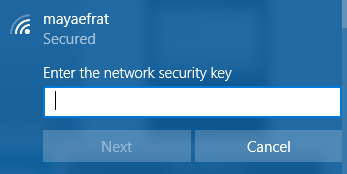 mayaefrat
Secured
Enter the network security key
Next
Cancel